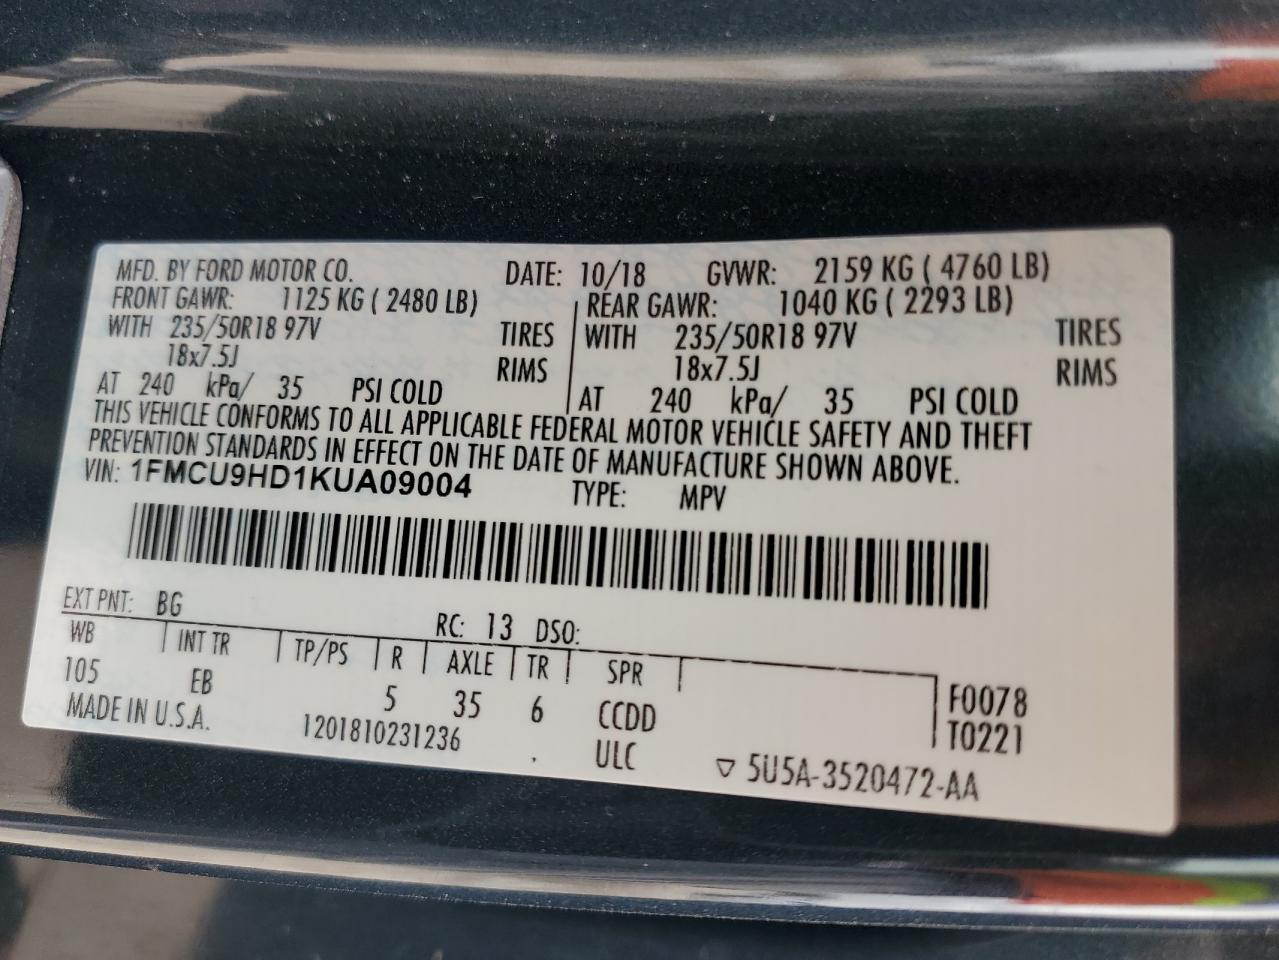 MFD. BY FORD MOTOR CO. DATE: 10/18 GVWR: 2159 KG ( 4760 LB)
FRONT GAWR: 1125 KG ( 2480 LB) REAR GAWR: 1040 KG ( 2293 LB)
WITH 235/50R18 97V TIRES WITH 235/50R18 97V TIRES
18x7.5J RIMS 18x7.5J RIMS
AT 240 kPa/ 35 PSI COLD AT 240 kPa/ 35 PSI COLD
THIS VEHICLE CONFORMS TO ALL APPLICABLE FEDERAL MOTOR VEHICLE SAFETY AND THEFT
PREVENTION STANDARDS IN EFFECT ON THE DATE OF MANUFACTURE SHOWN ABOVE.
VIN: 1FMCU9HD1KUA09004 TYPE: MPV
EXT PNT: BG RC: 13 DSO:
WB INT TR TP/PS R AXLE TR SPR
105 EB 5 35 6 CCDD F0078
MADE IN U.S.A. 1201810231236 ULC T0221
▽ 5U5A-3520472-AA